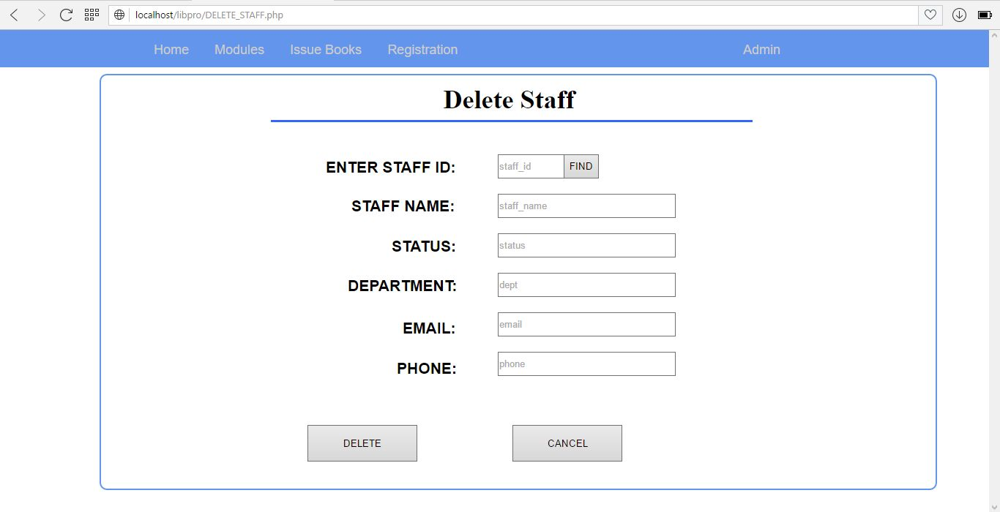 localhost/libpro/DELETE_STAFF.php
Home Modules Issue Books Registration Admin
Delete Staff
ENTER STAFF ID: staff_id FIND
STAFF NAME: staff_name
STATUS: status
DEPARTMENT: dept
EMAIL: email
PHONE: phone
DELETE CANCEL